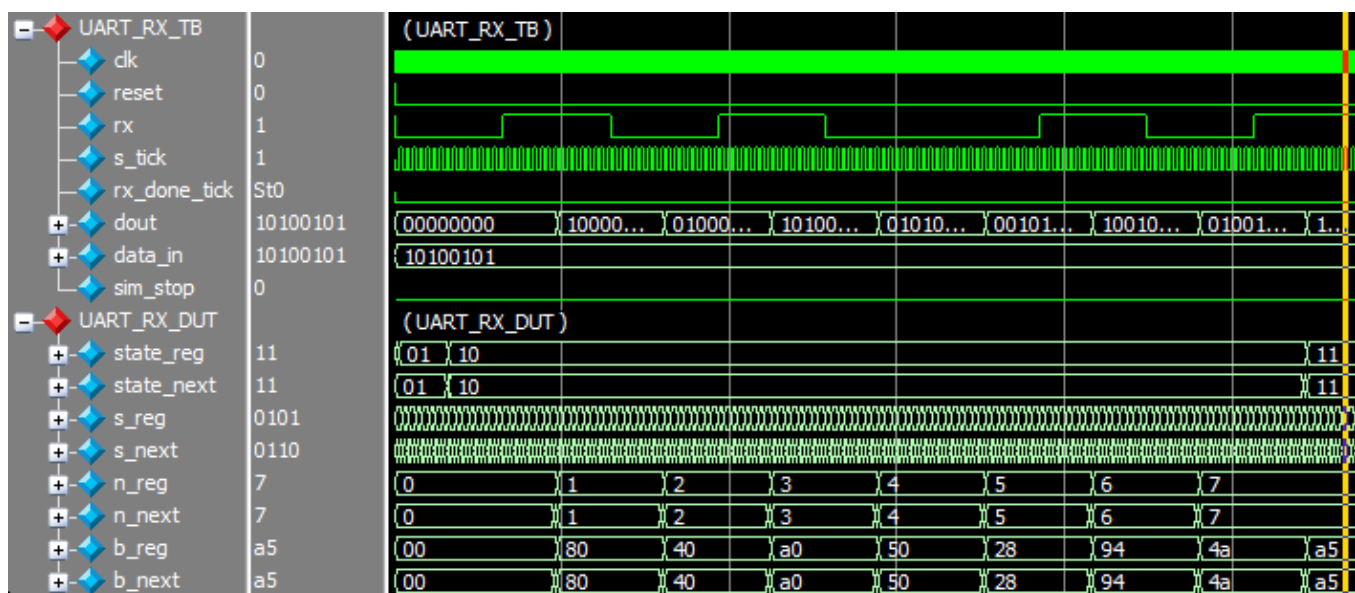 UART_RX_TB (UART_RX_TB)
clk 0
reset 0
rx 1
s_tick 1
rx_done_tick St0
dout 10100101 00000000 10000... 01000... 10100... 01010... 00101... 10010... 01001... 1...
data_in 10100101 10100101
sim_stop 0
UART_RX_DUT (UART_RX_DUT)
state_reg 11 01 10 11
state_next 11 01 10 11
s_reg 0101
s_next 0110
n_reg 7 0 1 2 3 4 5 6 7
n_next 7 0 1 2 3 4 5 6 7
b_reg a5 00 80 40 a0 50 28 94 4a a5
b_next a5 00 80 40 a0 50 28 94 4a a5